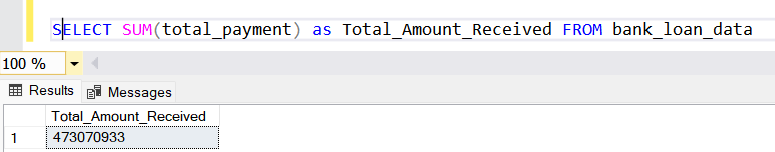 SELECT SUM(total_payment) as Total_Amount_Received FROM bank_loan_data
100 %
Results Messages
Total_Amount_Received
1 473070933